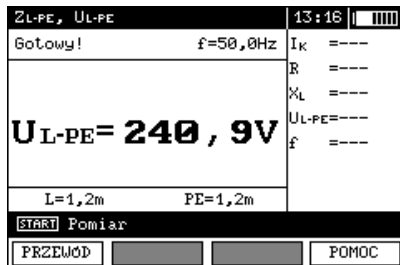 ZL-PE, UL-PE 13:16
Gotowy! f=50,0Hz
IK =---
R =---
XL =---
UL-PE=---
f =---
UL-PE= 240,9V
L=1,2m PE=1,2m
START Pomiar
PRZEWÓD POMOC